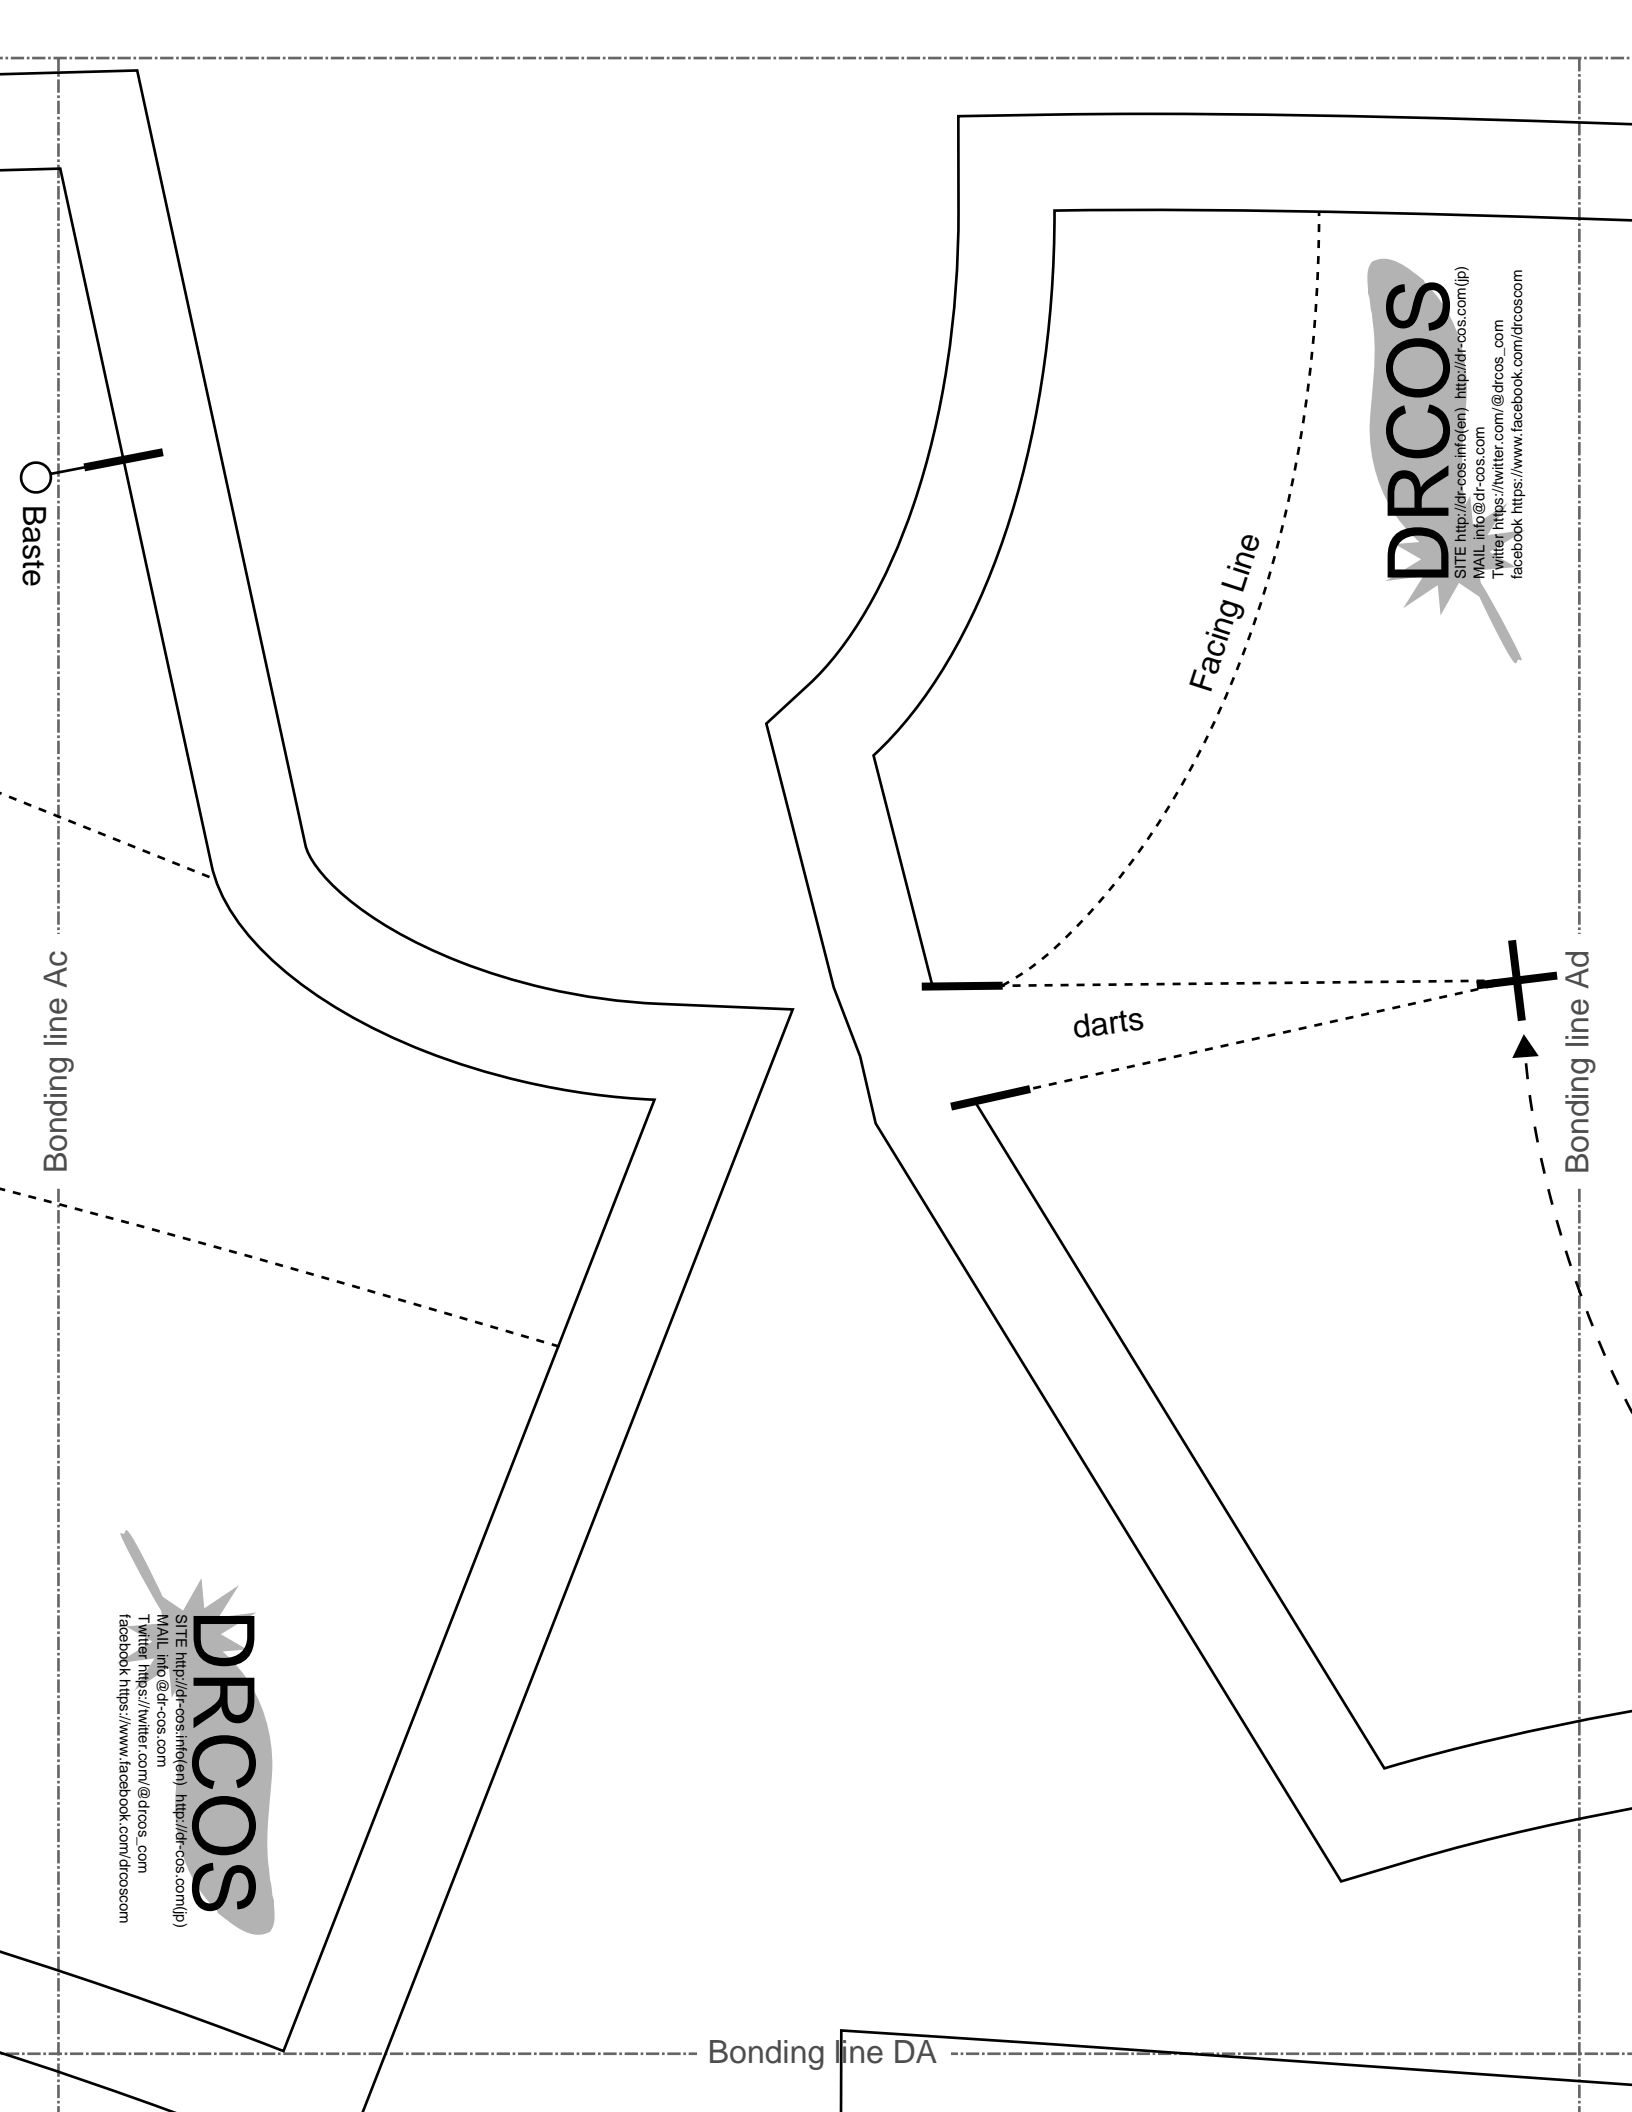 DRCOS
SITE http://dr-cos.info(en) http://dr-cos.com(jp)
MAIL info@dr-cos.com
Twitter https://twitter.com/@drcos_com
facebook https://www.facebook.com/drcoscom
Baste
Facing Line
Bonding line Ac
darts
Bonding line Ad
DRCOS
SITE http://dr-cos.info(en) http://dr-cos.com(jp)
MAIL info@dr-cos.com
Twitter https://twitter.com/@drcos_com
facebook https://www.facebook.com/drcoscom
Bonding line DA